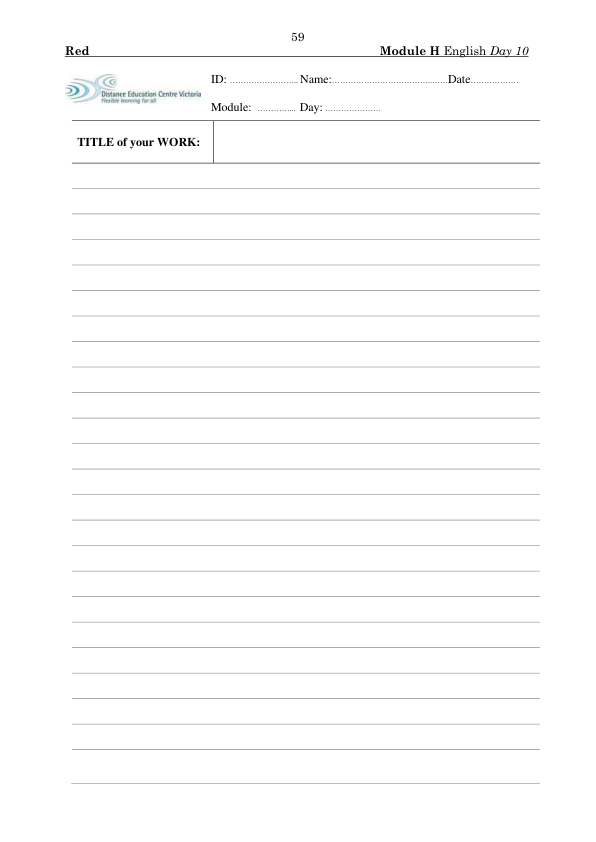 59
Red Module H English Day 10
ID: ........................... Name:...........................................Date..................
Distance Education Centre Victoria
Flexible learning for all
Module: .............. Day: .....................
TITLE of your WORK: